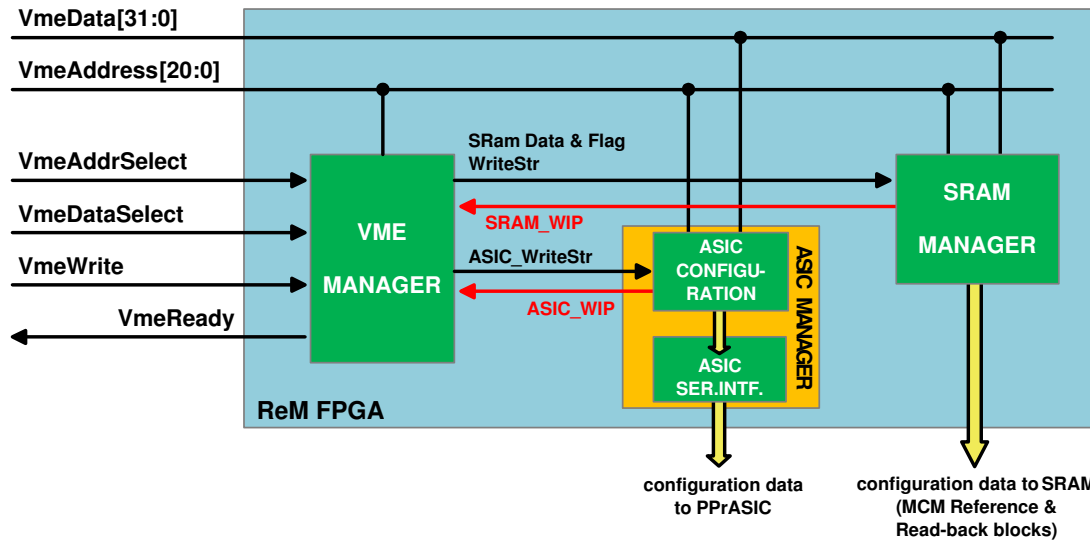 VmeData[31:0]
VmeAddress[20:0]
VmeAddrSelect
VmeDataSelect
VmeWrite
VmeReady
VME
MANAGER
SRam Data & Flag
WriteStr
SRAM_WIP
ASIC_WriteStr
ASIC_WIP
ASIC
CONFIGU-
RATION
ASIC
SER.INTF.
ASIC MANAGER
SRAM
MANAGER
ReM FPGA
configuration data
to PPrASIC
configuration data to SRAM
(MCM Reference &
Read-back blocks)